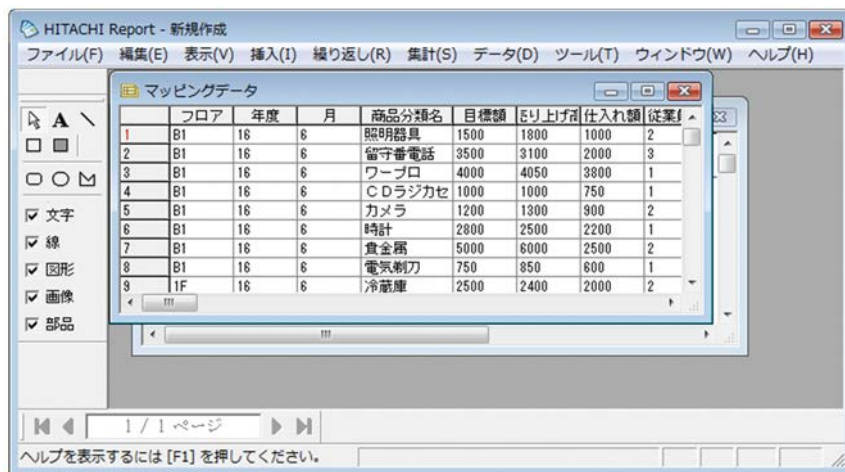 HITACHI Report - 新規作成
ファイル(F) 編集(E) 表示(V) 挿入(I) 繰り返し(R) 集計(S) データ(D) ツール(T) ウィンドウ(W) ヘルプ(H)
マッピングデータ
フロア 年度 月 商品分類名 目標額 売り上げ高 仕入れ額 従業員
1 B1 16 6 照明器具 1500 1800 1000 2
2 B1 16 6 留守番電話 3500 3100 2000 3
3 B1 16 6 ワープロ 4000 4050 3800 1
4 B1 16 6 CDラジカセ 1000 1000 750 1
5 B1 16 6 カメラ 1200 1300 900 2
6 B1 16 6 時計 2800 2500 2200 1
7 B1 16 6 貴金属 5000 6000 2500 2
8 B1 16 6 電気剃刀 750 850 600 1
9 1F 16 6 冷蔵庫 2500 2400 2000 2
A
文字
線
図形
画像
部品
1 / 1 ページ
ヘルプを表示するには [F1] を押してください。